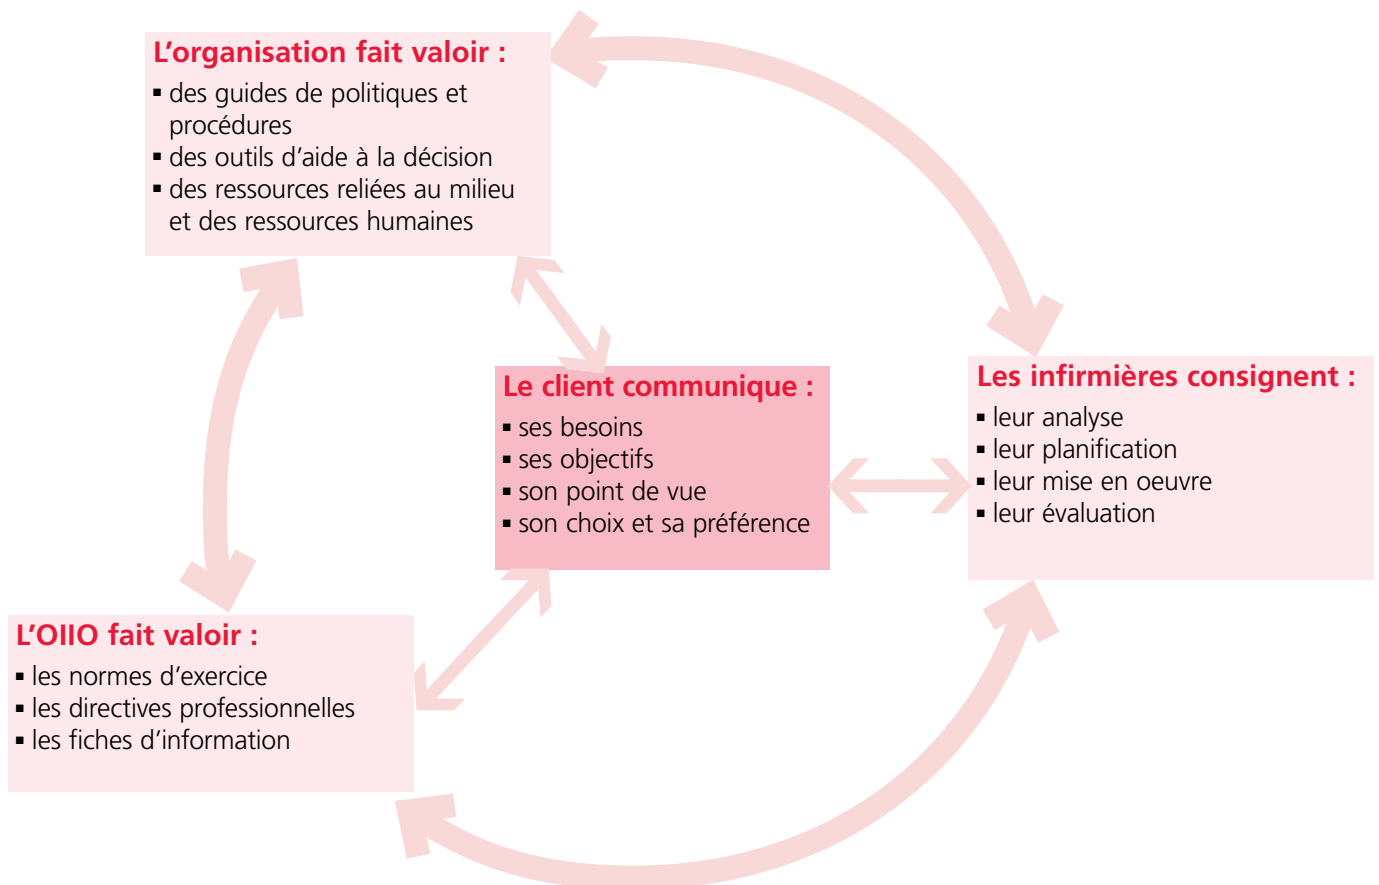 L'organisation fait valoir :
▪ des guides de politiques et
procédures
▪ des outils d'aide à la décision
▪ des ressources reliées au milieu
et des ressources humaines
Le client communique :
▪ ses besoins
▪ ses objectifs
▪ son point de vue
▪ son choix et sa préférence
Les infirmières consignent :
▪ leur analyse
▪ leur planification
▪ leur mise en oeuvre
▪ leur évaluation
L'OIIO fait valoir :
▪ les normes d'exercice
▪ les directives professionnelles
▪ les fiches d'information